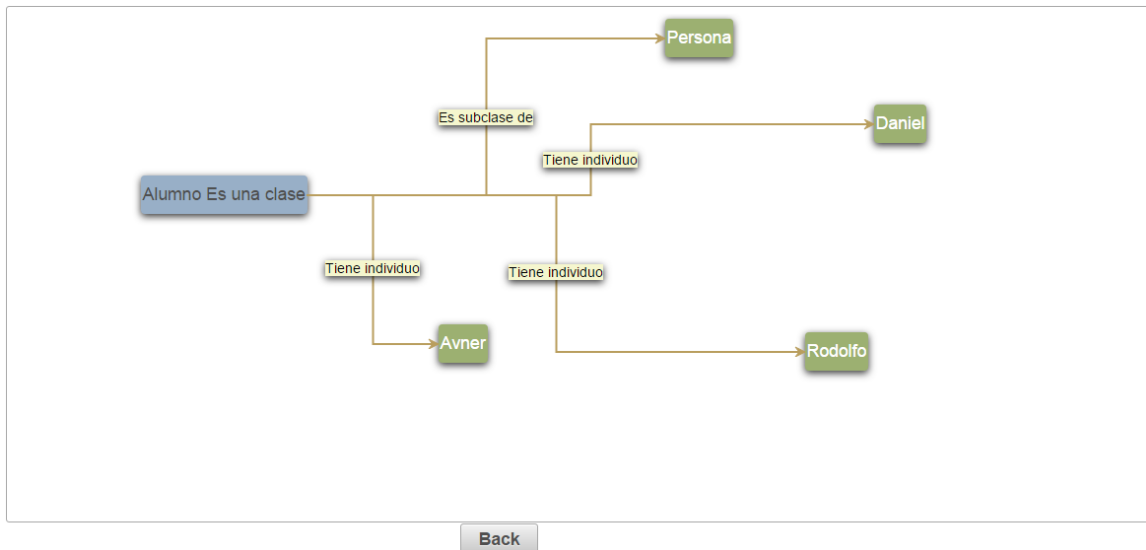 Persona
Es subclase de
Daniel
Tiene individuo
Alumno Es una clase
Tiene individuo
Tiene individuo
Avner
Rodolfo
Back